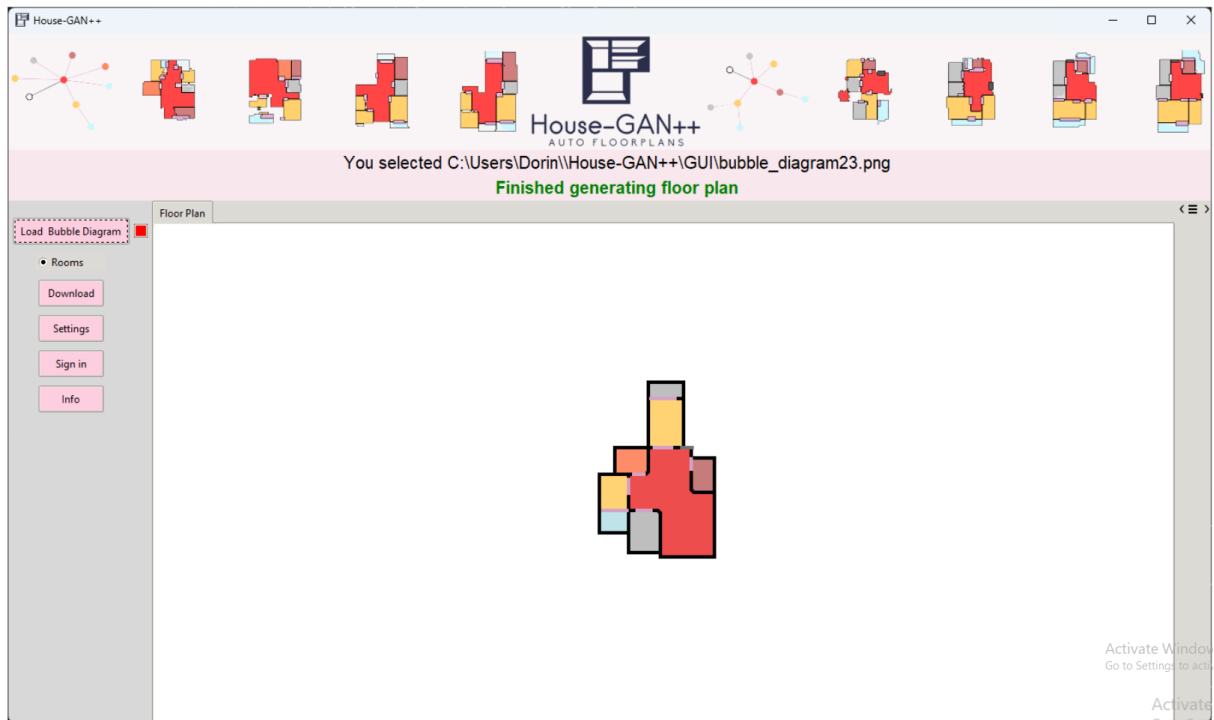 House-GAN++
House-GAN++
AUTO FLOORPLANS
You selected C:\Users\Dorin\\House-GAN++\GUI\bubble_diagram23.png
Finished generating floor plan
Load Bubble Diagram
Floor Plan
Rooms
Download
Settings
Sign in
Info
Activate Window
Go to Settings to acti
Activate